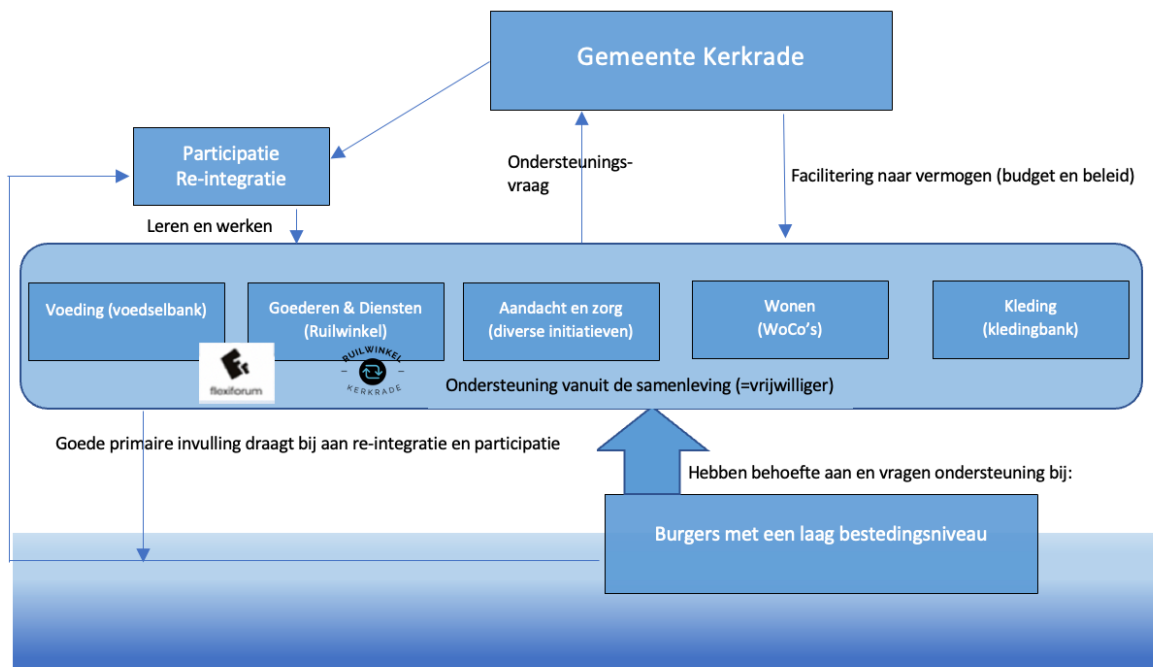 Gemeente Kerkrade
Participatie
Re-integratie
Ondersteunings-
vraag
Facilitering naar vermogen (budget en beleid)
Leren en werken
Voeding (voedselbank)
Goederen & Diensten
(Ruilwinkel)
Aandacht en zorg
(diverse initiatieven)
Wonen
(WoCo's)
Kleding
(kledingbank)
flexiforum
RUILWINKEL
KERKRADE
Ondersteuning vanuit de samenleving (=vrijwilliger)
Goede primaire invulling draagt bij aan re-integratie en participatie
Hebben behoefte aan en vragen ondersteuning bij:
Burgers met een laag bestedingsniveau